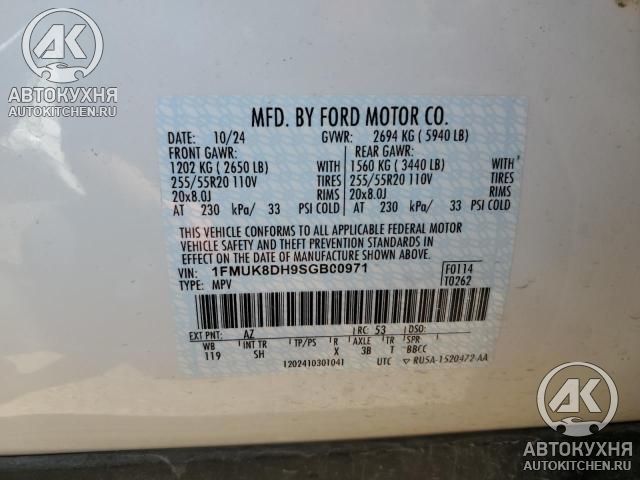 АК
АВТОКУХНЯ
AUTOKITCHEN.RU
MFD. BY FORD MOTOR CO.
DATE: 10/24 GVWR: 2694 KG ( 5940 LB)
FRONT GAWR: REAR GAWR:
1202 KG ( 2650 LB) WITH 1560 KG ( 3440 LB) WITH
255/55R20 110V TIRES 255/55R20 110V TIRES
20x8.0J RIMS 20x8.0J RIMS
AT 230 kPa/ 33 PSI COLD AT 230 kPa/ 33 PSI COLD
THIS VEHICLE CONFORMS TO ALL APPLICABLE FEDERAL MOTOR
VEHICLE SAFETY AND THEFT PREVENTION STANDARDS IN
EFFECT ON THE DATE OF MANUFACTURE SHOWN ABOVE.
VIN: 1FMUK8DH9SGB00971 F0114
TYPE: MPV T0262
EXT PNT: AZ RC: 53 DSO:
WB INT TR TP/PS R AXLE TR SPR
119 SH X 3B T BBCC
1202410301041 UTC ▽ RU5A-1520472-AA
АК
АВТОКУХНЯ
AUTOKITCHEN.RU